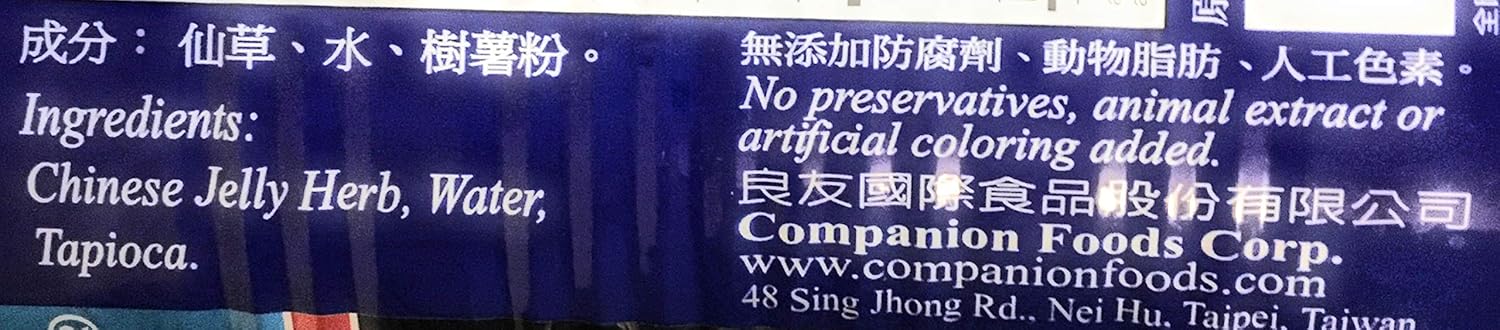 成分：仙草、水、樹薯粉。
Ingredients:
Chinese Jelly Herb, Water,
Tapioca.
無添加防腐劑、動物脂肪、人工色素。
No preservatives, animal extract or
artificial coloring added.
良友國際食品股份有限公司
Companion Foods Corp.
www.companionfoods.com
48 Sing Jhong Rd., Nei Hu, Taipei, Taiwan